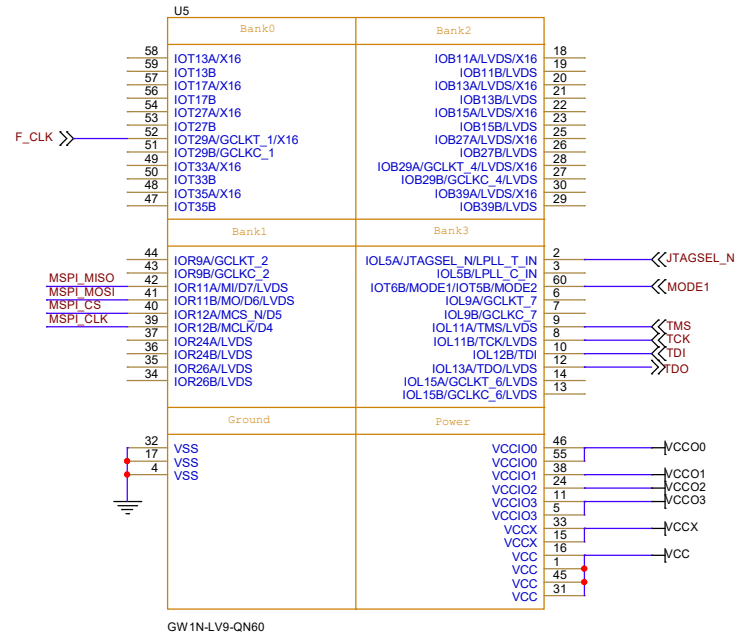 U5
Bank0 Bank2
58 IOT13A/X16 IOB11A/LVDS/X16 18
59 IOT13B IOB11B/LVDS 19
57 IOT17A/X16 IOB13A/LVDS/X16 20
56 IOT17B IOB13B/LVDS 21
54 IOT27A/X16 IOB15A/LVDS/X16 22
53 IOT27B IOB15B/LVDS 23
F_CLK 52 IOT29A/GCLKT_1/X16 IOB27A/LVDS/X16 25
51 IOT29B/GCLKC_1 IOB27B/LVDS 26
49 IOT33A/X16 IOB29A/GCLKT_4/LVDS/X16 28
50 IOT33B IOB29B/GCLKC_4/LVDS 27
48 IOT35A/X16 IOB39A/LVDS/X16 30
47 IOT35B IOB39B/LVDS 29
Bank1 Bank3
44 IOR9A/GCLKT_2 IOL5A/JTAGSEL_N/LPLL_T_IN 2 JTAGSEL_N
43 IOR9B/GCLKC_2 IOL5B/LPLL_C_IN 3
MSPI_MISO 42 IOR11A/MI/D7/LVDS IOT6B/MODE1/IOT5B/MODE2 60 MODE1
MSPI_MOSI 41 IOR11B/MO/D6/LVDS IOL9A/GCLKT_7 6
MSPI_CS 40 IOR12A/MCS_N/D5 IOL9B/GCLKC_7 7
MSPI_CLK 39 IOR12B/MCLK/D4 IOL11A/TMS/LVDS 9 TMS
37 IOR24A/LVDS IOL11B/TCK/LVDS 8 TCK
36 IOR24B/LVDS IOL12B/TDI 10 TDI
35 IOR26A/LVDS IOL13A/TDO/LVDS 12 TDO
34 IOR26B/LVDS IOL15A/GCLKT_6/LVDS 14
IOL15B/GCLKC_6/LVDS 13
Ground Power
32 VSS VCCIO0 46 VCCO0
17 VSS VCCIO0 55
4 VSS VCCIO1 38 VCCO1
VCCIO2 24 VCCO2
VCCIO3 11 VCCO3
VCCIO3 5
VCCX 33 VCCX
VCCX 15
VCC 16 VCC
VCC 1
VCC 45
VCC 31
GW1N-LV9-QN60